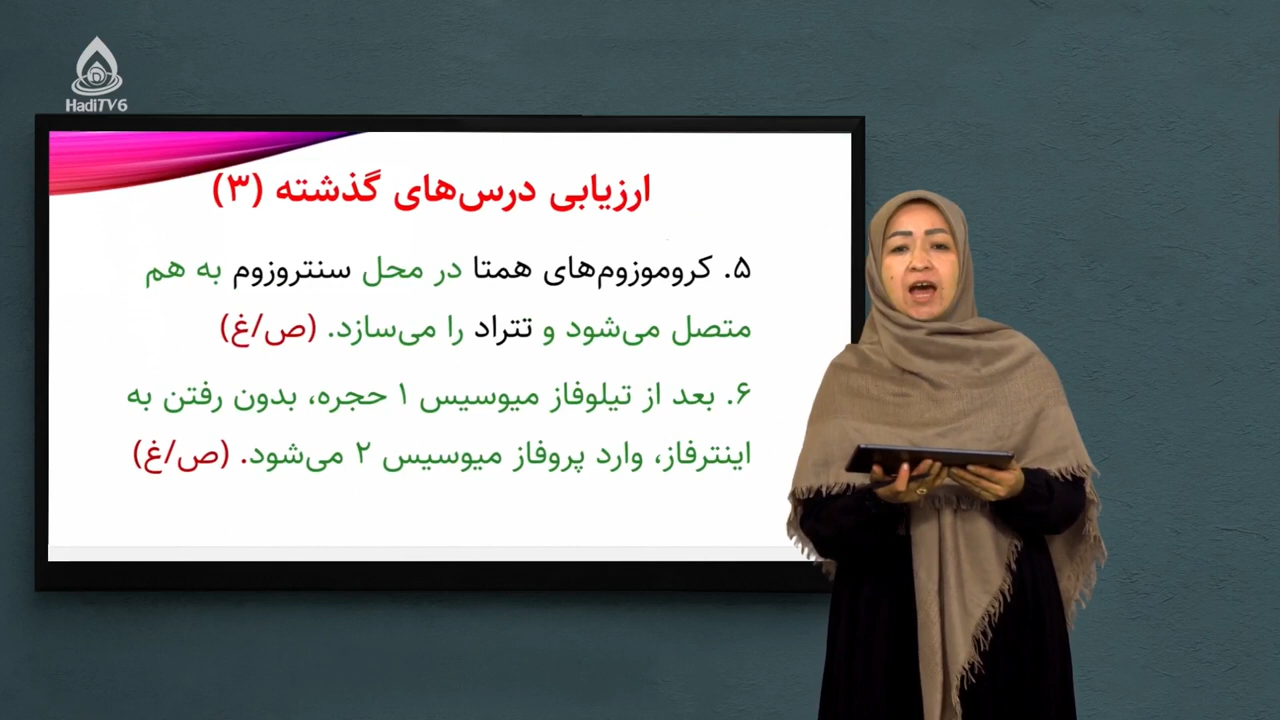 HadiTV6
ارزیابی درس‌های گذشته (۳)
۵. کروموزوم‌های همتا در محل سنتروزوم به هم
متصل می‌شود و تتراد را می‌سازد. (ص/غ)
۶. بعد از تیلوفاز میوسیس ۱ حجره، بدون رفتن به
اینترفاز، وارد پروفاز میوسیس ۲ می‌شود. (ص/غ)